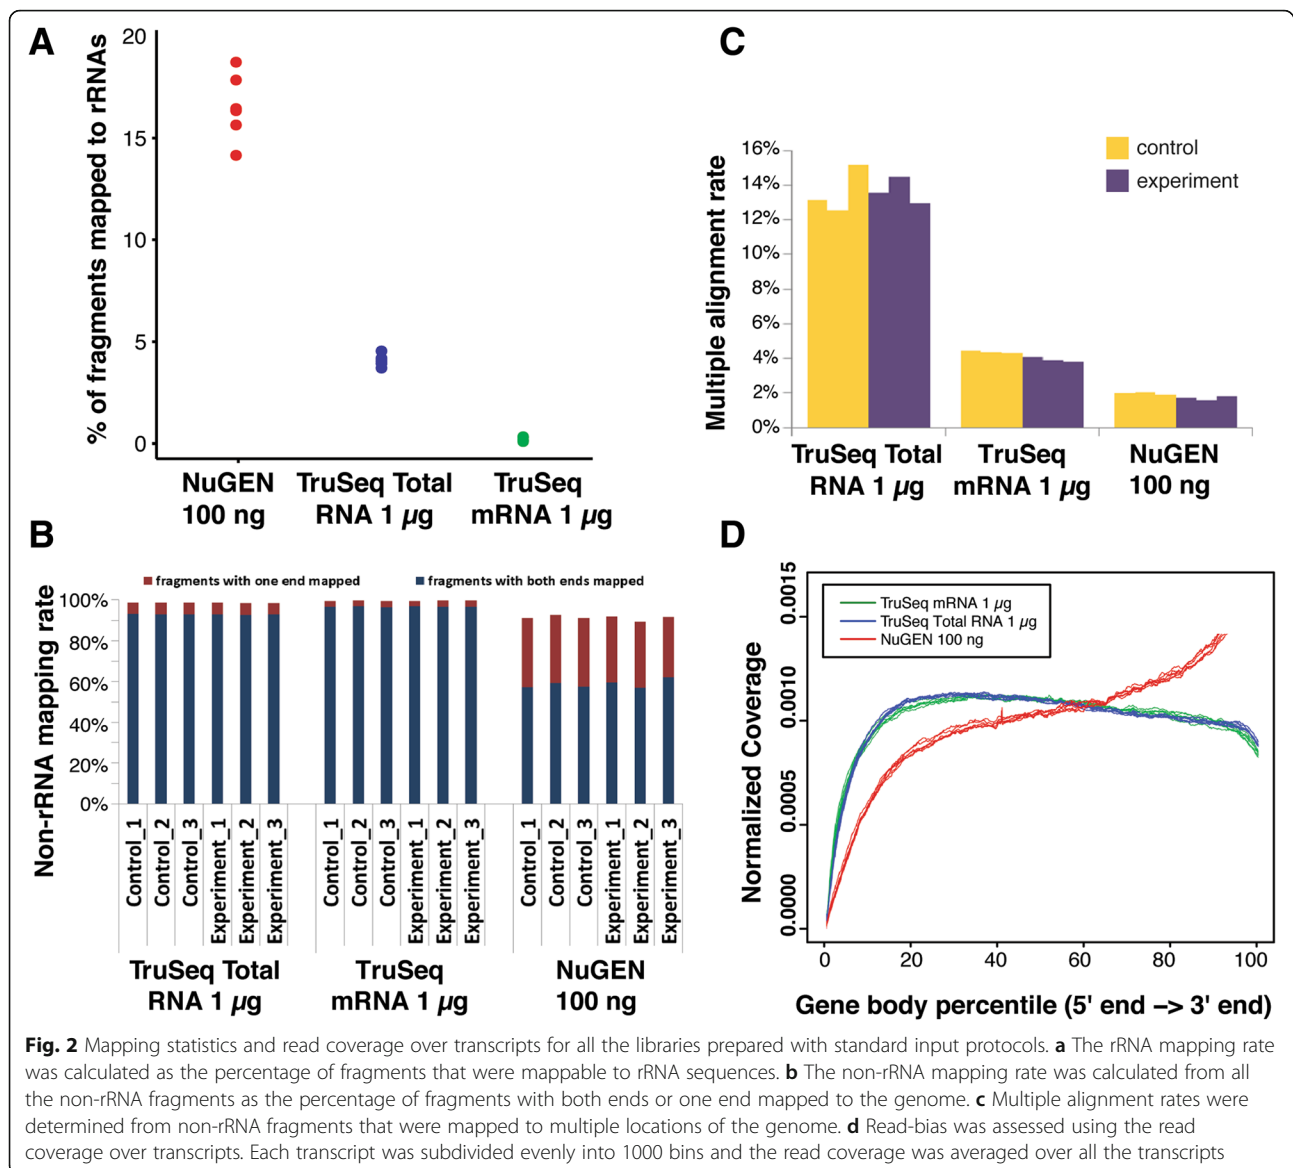 A
% of fragments mapped to rRNAs
20
15
10
5
0
NuGEN
100 ng
TruSeq Total
RNA 1 µg
TruSeq
mRNA 1 µg
B
fragments with one end mapped
fragments with both ends mapped
Non-rRNA mapping rate
100%
80%
60%
40%
20%
0%
Control_1
Control_2
Control_3
Experiment_1
Experiment_2
Experiment_3
Control_1
Control_2
Control_3
Experiment_1
Experiment_2
Experiment_3
Control_1
Control_2
Control_3
Experiment_1
Experiment_2
Experiment_3
TruSeq Total
RNA 1 µg
TruSeq
mRNA 1 µg
NuGEN
100 ng
C
Multiple alignment rate
16%
14%
12%
10%
8%
6%
4%
2%
0%
control
experiment
TruSeq Total
RNA 1 µg
TruSeq
mRNA 1 µg
NuGEN
100 ng
D
Normalized Coverage
0.0015
0.0010
0.0005
0.0000
TruSeq mRNA 1 µg
TruSeq Total RNA 1 µg
NuGEN 100 ng
0
20
40
60
80
100
Gene body percentile (5' end –> 3' end)
Fig. 2 Mapping statistics and read coverage over transcripts for all the libraries prepared with standard input protocols. a The rRNA mapping rate
was calculated as the percentage of fragments that were mappable to rRNA sequences. b The non-rRNA mapping rate was calculated from all
the non-rRNA fragments as the percentage of fragments with both ends or one end mapped to the genome. c Multiple alignment rates were
determined from non-rRNA fragments that were mapped to multiple locations of the genome. d Read-bias was assessed using the read
coverage over transcripts. Each transcript was subdivided evenly into 1000 bins and the read coverage was averaged over all the transcripts